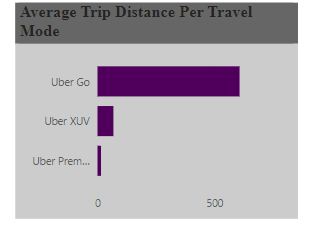 Average Trip Distance Per Travel
Mode
Uber Go
Uber XUV
Uber Prem...
0 500